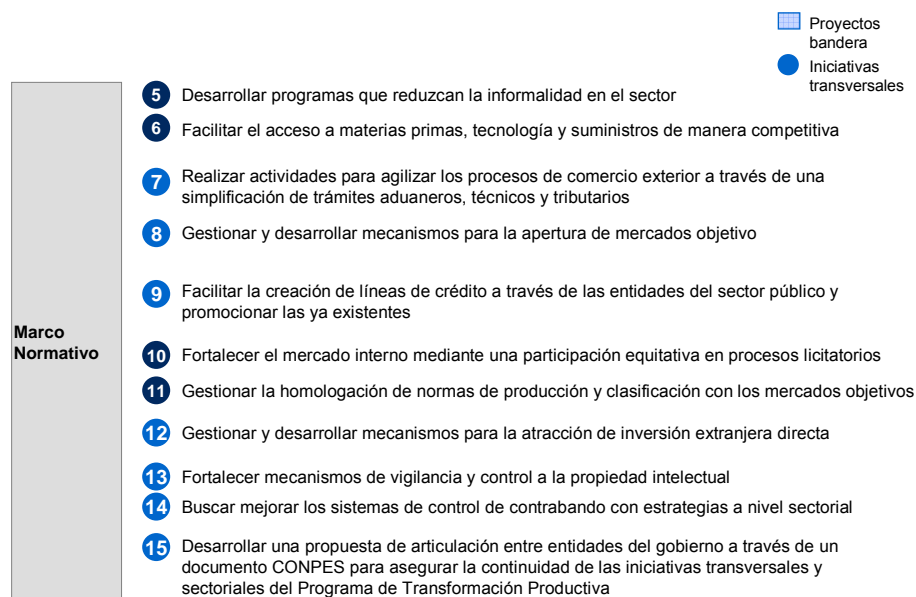 Proyectos
bandera
Iniciativas
transversales
5 Desarrollar programas que reduzcan la informalidad en el sector
6 Facilitar el acceso a materias primas, tecnología y suministros de manera competitiva
7 Realizar actividades para agilizar los procesos de comercio exterior a través de una
simplificación de trámites aduaneros, técnicos y tributarios
8 Gestionar y desarrollar mecanismos para la apertura de mercados objetivo
9 Facilitar la creación de líneas de crédito a través de las entidades del sector público y
promocionar las ya existentes
Marco
Normativo
10 Fortalecer el mercado interno mediante una participación equitativa en procesos licitatorios
11 Gestionar la homologación de normas de producción y clasificación con los mercados objetivos
12 Gestionar y desarrollar mecanismos para la atracción de inversión extranjera directa
13 Fortalecer mecanismos de vigilancia y control a la propiedad intelectual
14 Buscar mejorar los sistemas de control de contrabando con estrategias a nivel sectorial
15 Desarrollar una propuesta de articulación entre entidades del gobierno a través de un
documento CONPES para asegurar la continuidad de las iniciativas transversales y
sectoriales del Programa de Transformación Productiva